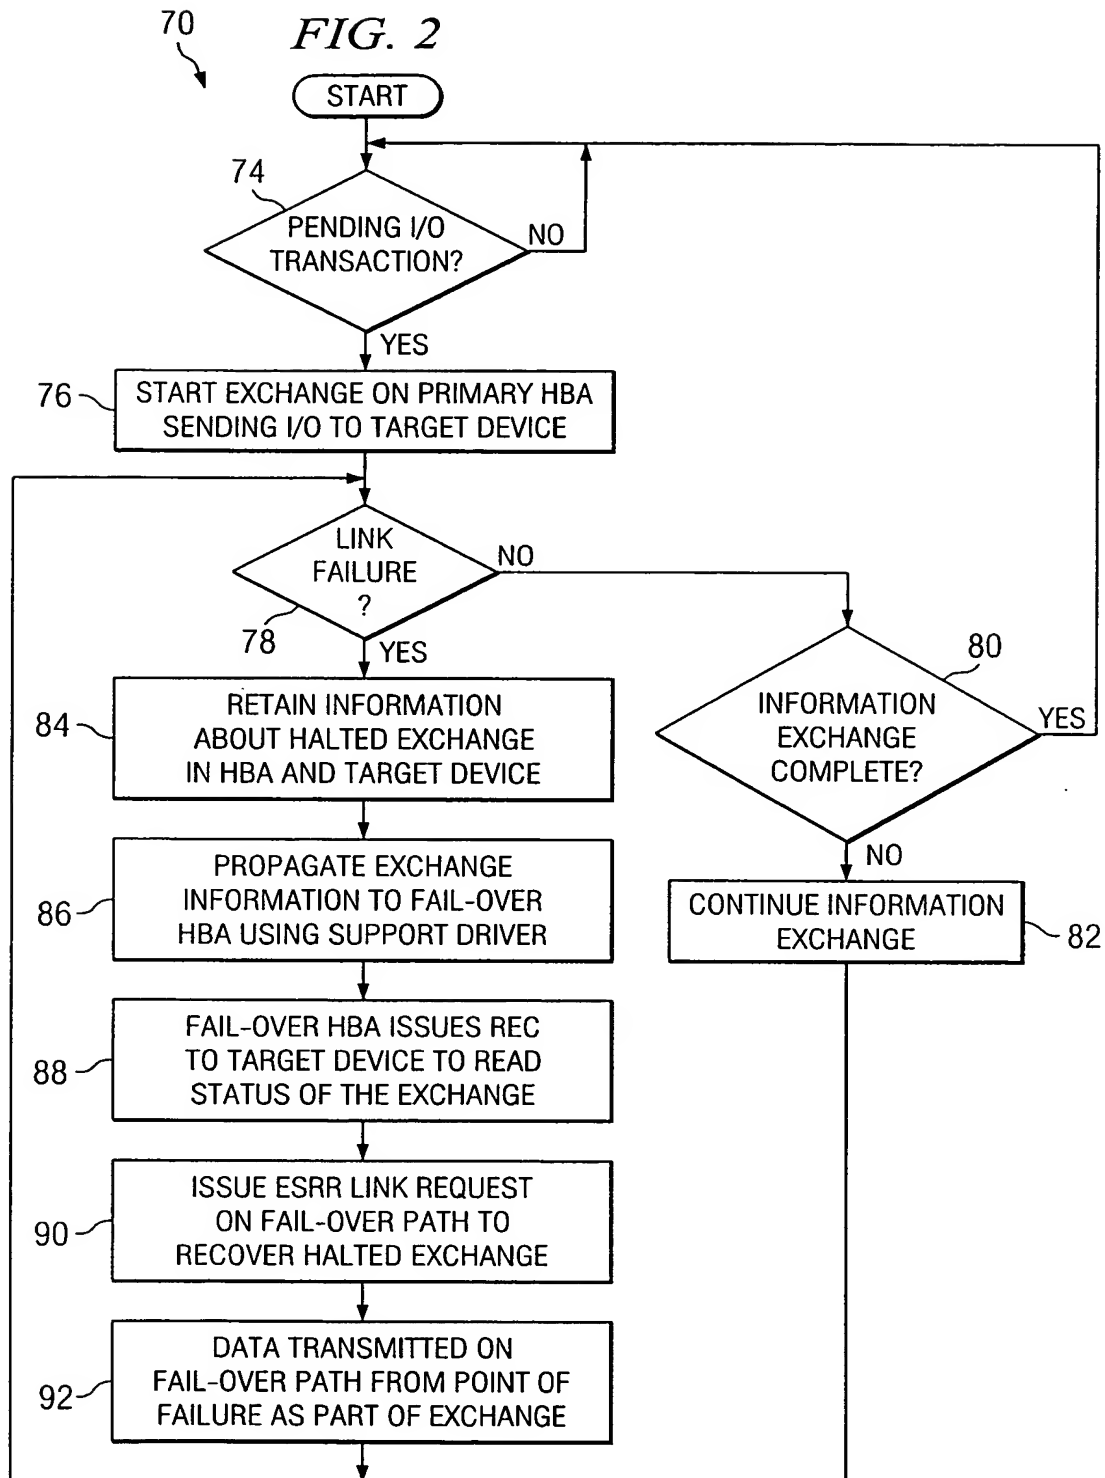 70
FIG. 2
START
74
PENDING I/O
TRANSACTION?
NO
YES
76
START EXCHANGE ON PRIMARY HBA
SENDING I/O TO TARGET DEVICE
LINK
FAILURE
?
NO
78
YES
80
INFORMATION
EXCHANGE
COMPLETE?
YES
NO
84
RETAIN INFORMATION
ABOUT HALTED EXCHANGE
IN HBA AND TARGET DEVICE
86
PROPAGATE EXCHANGE
INFORMATION TO FAIL-OVER
HBA USING SUPPORT DRIVER
CONTINUE INFORMATION
EXCHANGE
82
88
FAIL-OVER HBA ISSUES REC
TO TARGET DEVICE TO READ
STATUS OF THE EXCHANGE
90
ISSUE ESRR LINK REQUEST
ON FAIL-OVER PATH TO
RECOVER HALTED EXCHANGE
92
DATA TRANSMITTED ON
FAIL-OVER PATH FROM POINT OF
FAILURE AS PART OF EXCHANGE